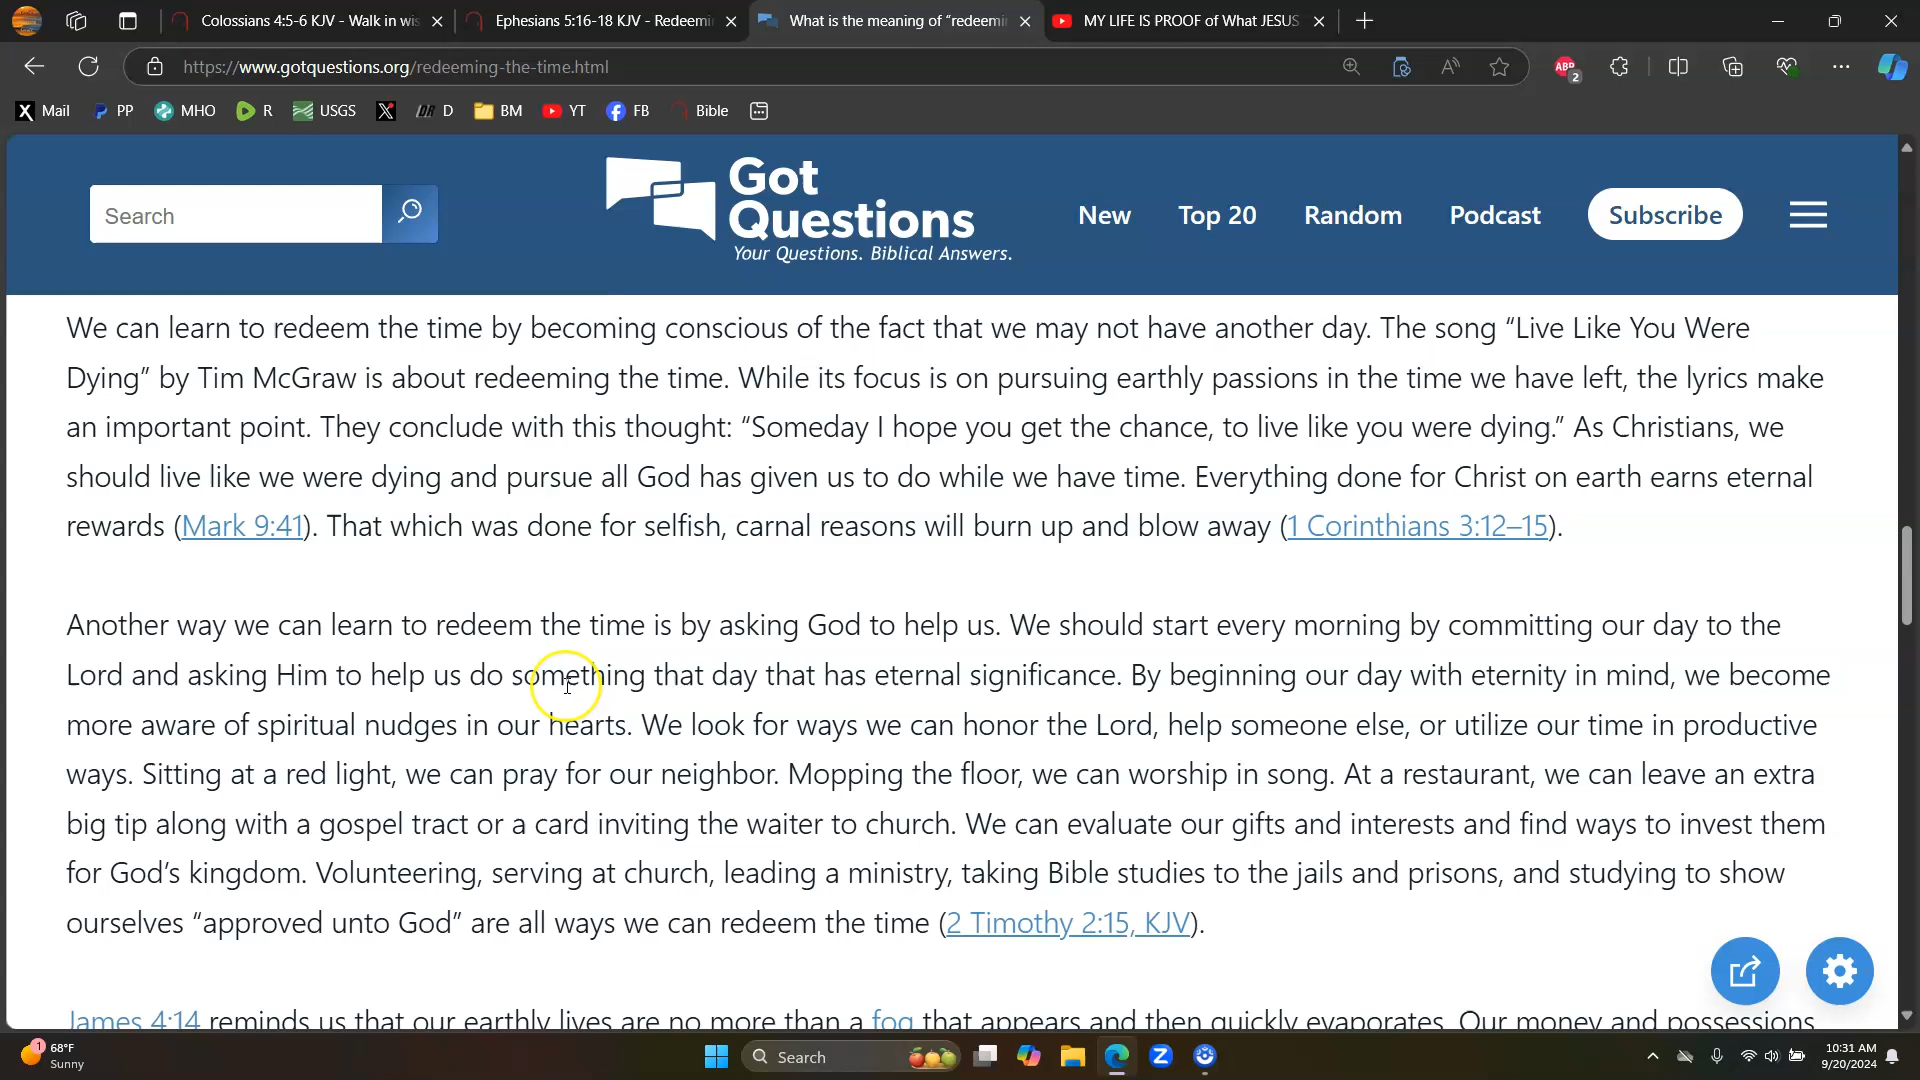 Colossians 4:5-6 KJV - Walk in wis
Ephesians 5:16-18 KJV - Redeemin
What is the meaning of “redeemin
MY LIFE IS PROOF of What JESUS
https://www.gotquestions.org/redeeming-the-time.html
ABP
2
X Mail
PP
MHO
R
USGS
X
DR D
BM
YT
FB
Bible
Search
Got Questions
Your Questions. Biblical Answers.
New
Top 20
Random
Podcast
Subscribe
We can learn to redeem the time by becoming conscious of the fact that we may not have another day. The song “Live Like You Were
Dying” by Tim McGraw is about redeeming the time. While its focus is on pursuing earthly passions in the time we have left, the lyrics make
an important point. They conclude with this thought: “Someday I hope you get the chance, to live like you were dying.” As Christians, we
should live like we were dying and pursue all God has given us to do while we have time. Everything done for Christ on earth earns eternal
rewards (Mark 9:41). That which was done for selfish, carnal reasons will burn up and blow away (1 Corinthians 3:12–15).
Another way we can learn to redeem the time is by asking God to help us. We should start every morning by committing our day to the
Lord and asking Him to help us do something that day that has eternal significance. By beginning our day with eternity in mind, we become
more aware of spiritual nudges in our hearts. We look for ways we can honor the Lord, help someone else, or utilize our time in productive
ways. Sitting at a red light, we can pray for our neighbor. Mopping the floor, we can worship in song. At a restaurant, we can leave an extra
big tip along with a gospel tract or a card inviting the waiter to church. We can evaluate our gifts and interests and find ways to invest them
for God’s kingdom. Volunteering, serving at church, leading a ministry, taking Bible studies to the jails and prisons, and studying to show
ourselves “approved unto God” are all ways we can redeem the time (2 Timothy 2:15, KJV).
James 4:14 reminds us that our earthly lives are no more than a fog that appears and then quickly evaporates. Our money and possessions
1
68°F
Sunny
Search
10:31 AM
9/20/2024